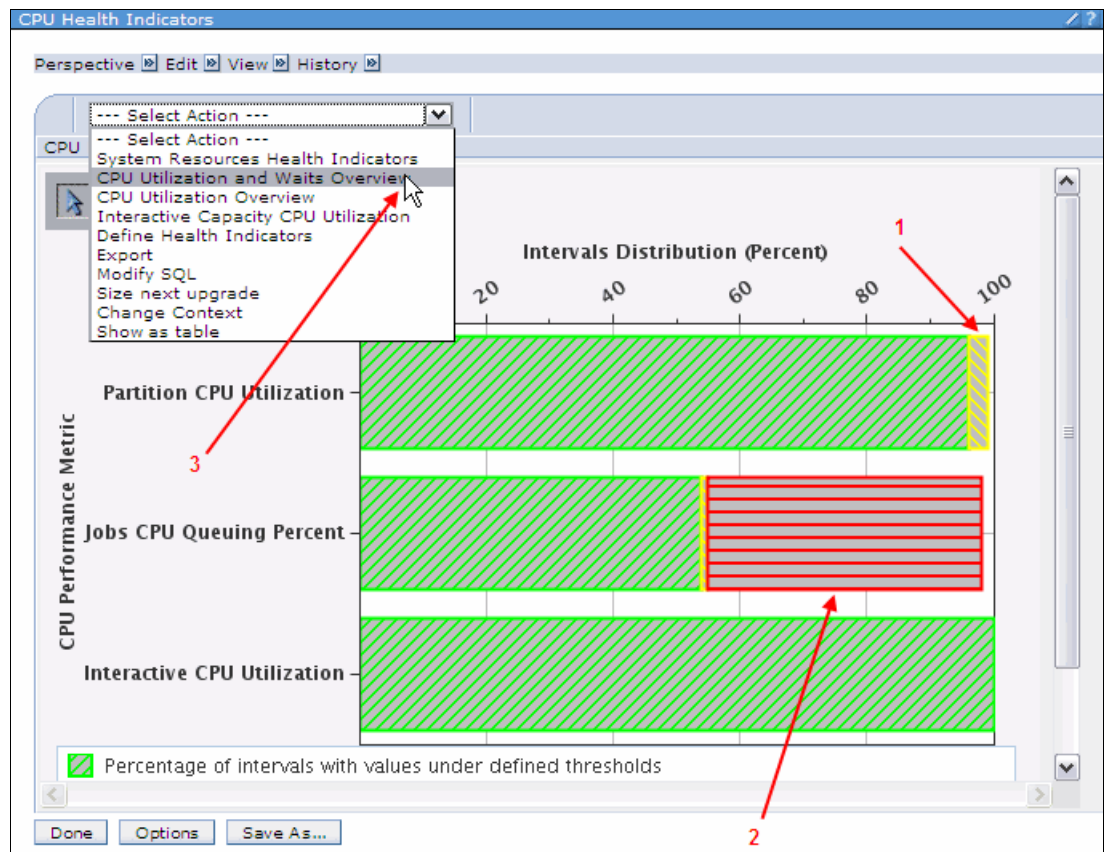 CPU Health Indicators / ?
Perspective Edit View History
--- Select Action ---
--- Select Action ---
System Resources Health Indicators
CPU Utilization and Waits Overview
CPU Utilization Overview
Interactive Capacity CPU Utilization
Define Health Indicators
Export
Modify SQL
Size next upgrade
Change Context
Show as table
CPU
1
Intervals Distribution (Percent)
20 40 60 80 100
Partition CPU Utilization
3
Jobs CPU Queuing Percent
Interactive CPU Utilization
CPU Performance Metric
Percentage of intervals with values under defined thresholds
Done Options Save As...
2